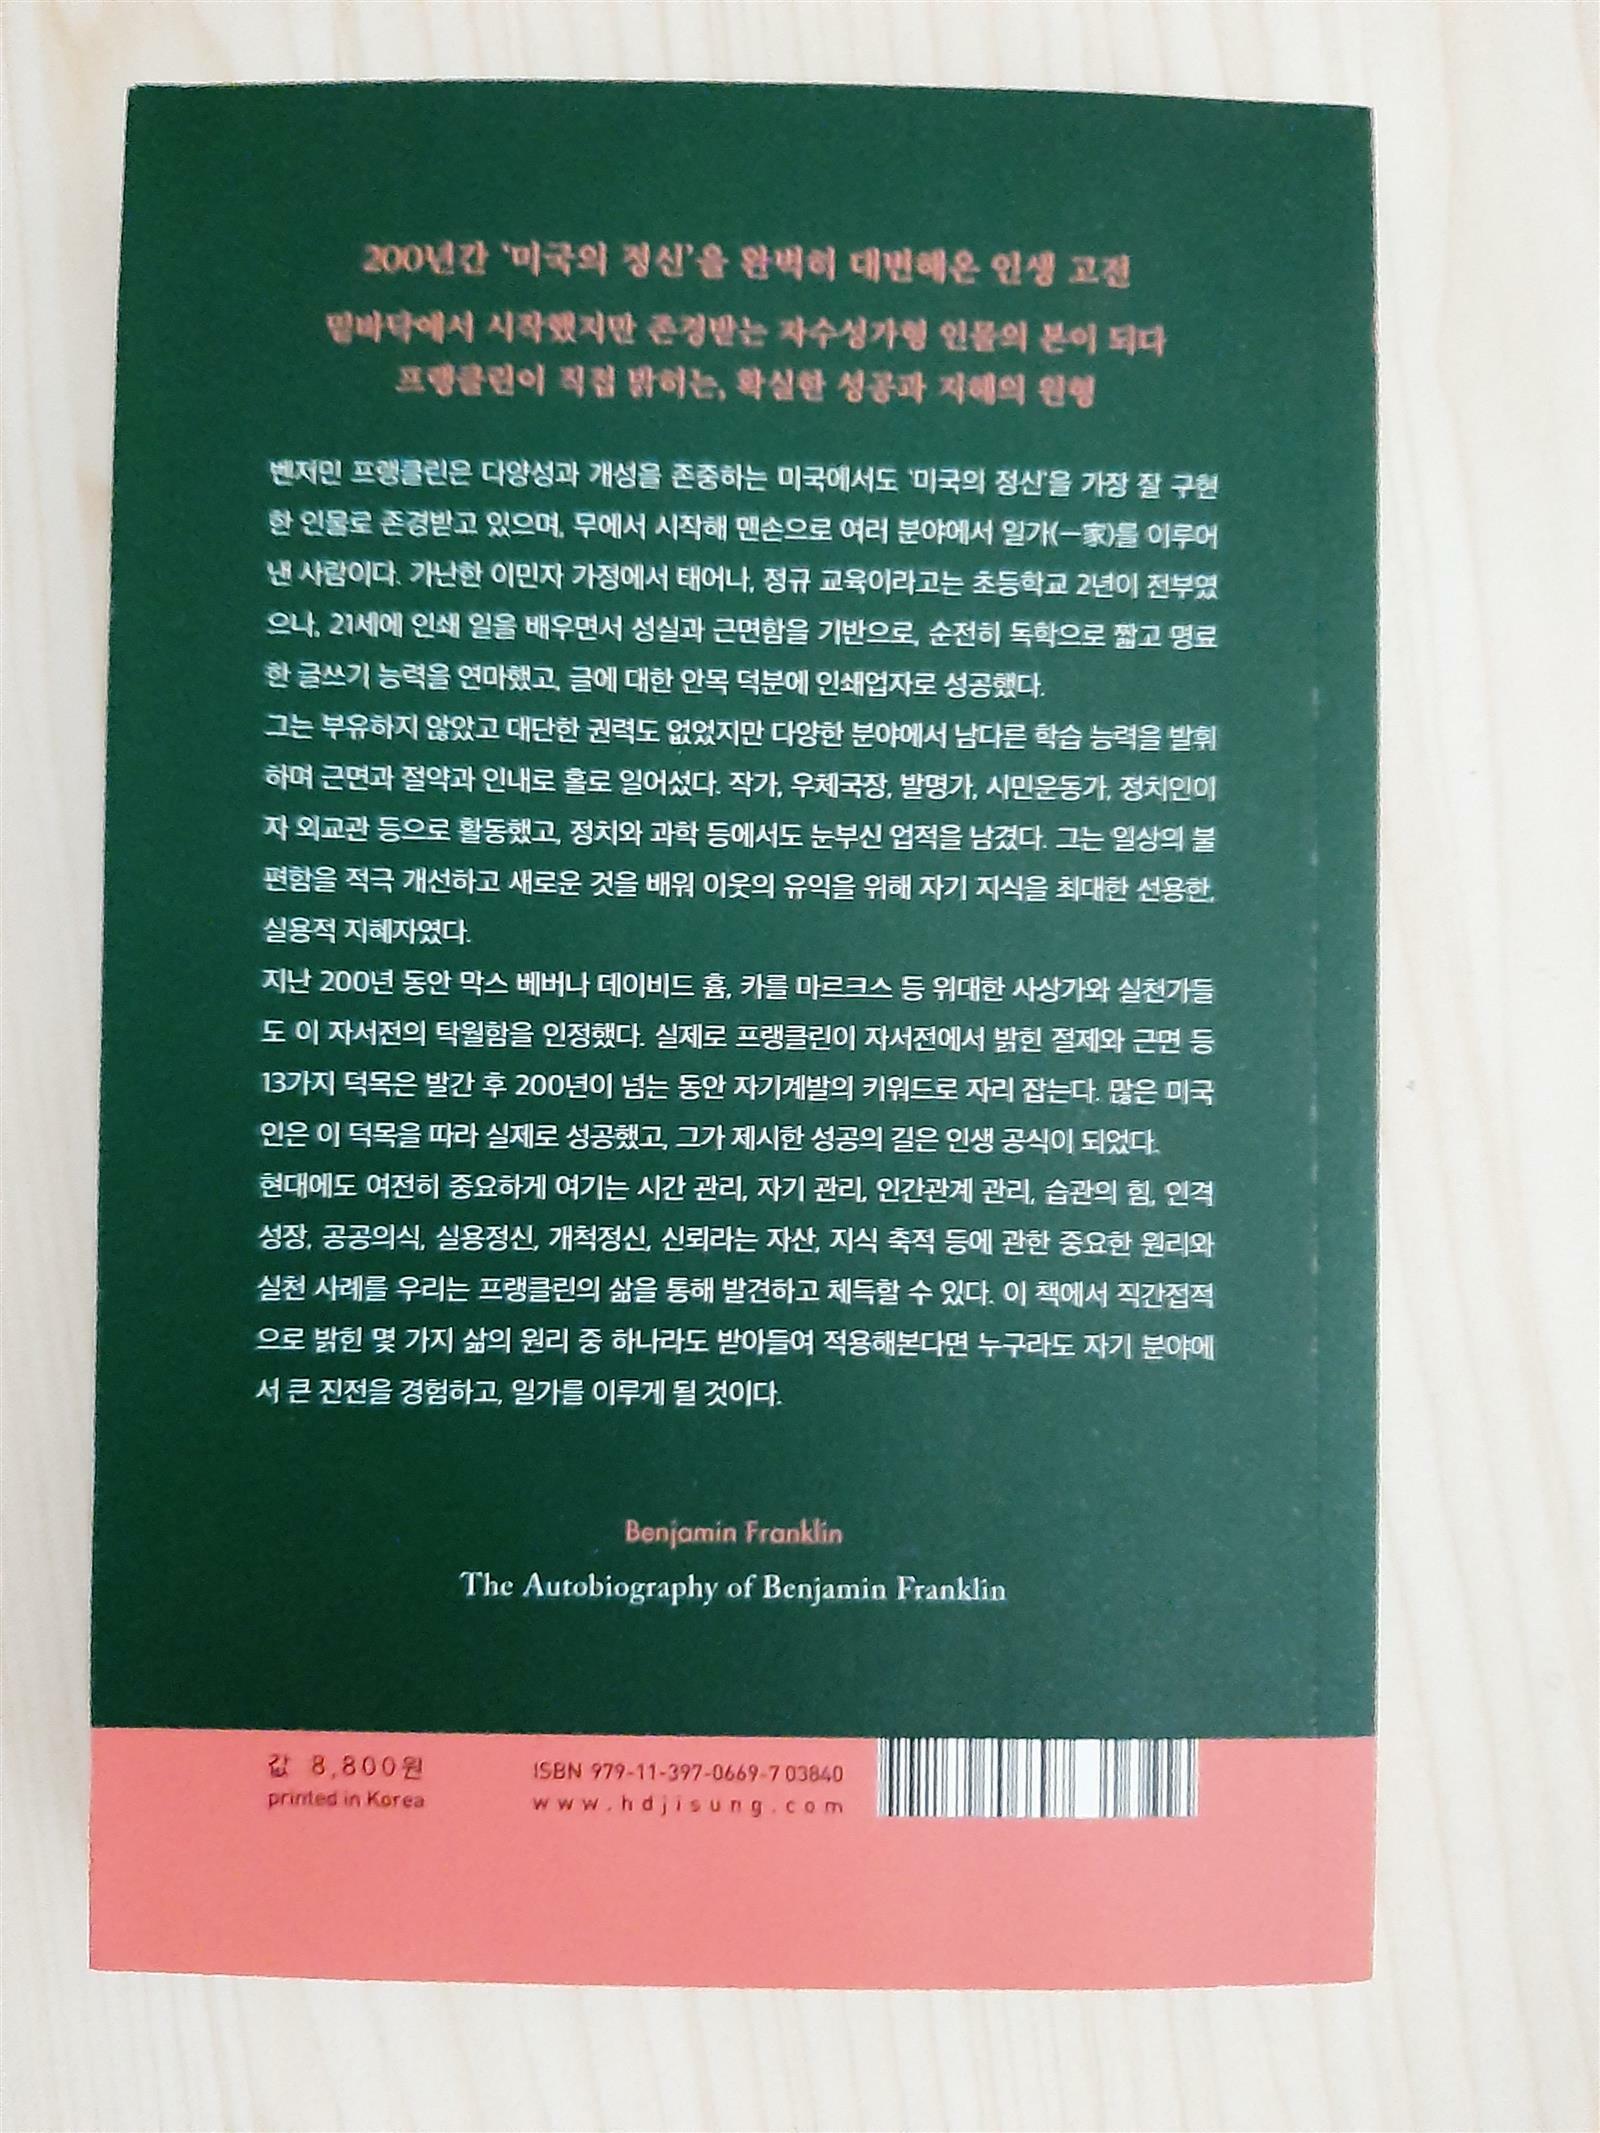 200년간 '미국의 정신'을 완벽히 대변해온 인생 고전
밑바닥에서 시작했지만 존경받는 자수성가형 인물의 본이 되다
프랭클린이 직접 밝히는, 확실한 성공과 지혜의 원형
벤저민 프랭클린은 다양성과 개성을 존중하는 미국에서도 '미국의 정신'을 가장 잘 구현
한 인물로 존경받고 있으며, 무에서 시작해 맨손으로 여러 분야에서 일가(一家)를 이루어
낸 사람이다. 가난한 이민자 가정에서 태어나, 정규 교육이라고는 초등학교 2년이 전부였
으나, 21세에 인쇄 일을 배우면서 성실과 근면함을 기반으로, 순전히 독학으로 짧고 명료
한 글쓰기 능력을 연마했고, 글에 대한 안목 덕분에 인쇄업자로 성공했다.
그는 부유하지 않았고 대단한 권력도 없었지만 다양한 분야에서 남다른 학습 능력을 발휘
하며 근면과 절약과 인내로 홀로 일어섰다. 작가, 우체국장, 발명가, 시민운동가, 정치인이
자 외교관 등으로 활동했고, 정치와 과학 등에서도 눈부신 업적을 남겼다. 그는 일상의 불
편함을 적극 개선하고 새로운 것을 배워 이웃의 유익을 위해 자기 지식을 최대한 선용한,
실용적 지혜자였다.
지난 200년 동안 막스 베버나 데이비드 흄, 카를 마르크스 등 위대한 사상가와 실천가들
도 이 자서전의 탁월함을 인정했다. 실제로 프랭클린이 자서전에서 밝힌 절제와 근면 등
13가지 덕목은 발간 후 200년이 넘는 동안 자기계발의 키워드로 자리 잡는다. 많은 미국
인은 이 덕목을 따라 실제로 성공했고, 그가 제시한 성공의 길은 인생 공식이 되었다.
현대에도 여전히 중요하게 여기는 시간 관리, 자기 관리, 인간관계 관리, 습관의 힘, 인격
성장, 공공의식, 실용정신, 개척정신, 신뢰라는 자산, 지식 축적 등에 관한 중요한 원리와
실천 사례를 우리는 프랭클린의 삶을 통해 발견하고 체득할 수 있다. 이 책에서 직간접적
으로 밝힌 몇 가지 삶의 원리 중 하나라도 받아들여 적용해본다면 누구라도 자기 분야에
서 큰 진전을 경험하고, 일가를 이루게 될 것이다.
Benjamin Franklin
The Autobiography of Benjamin Franklin
값 8,800원
printed in Korea
ISBN 979-11-397-0669-7 03840
www.hdjisung.com